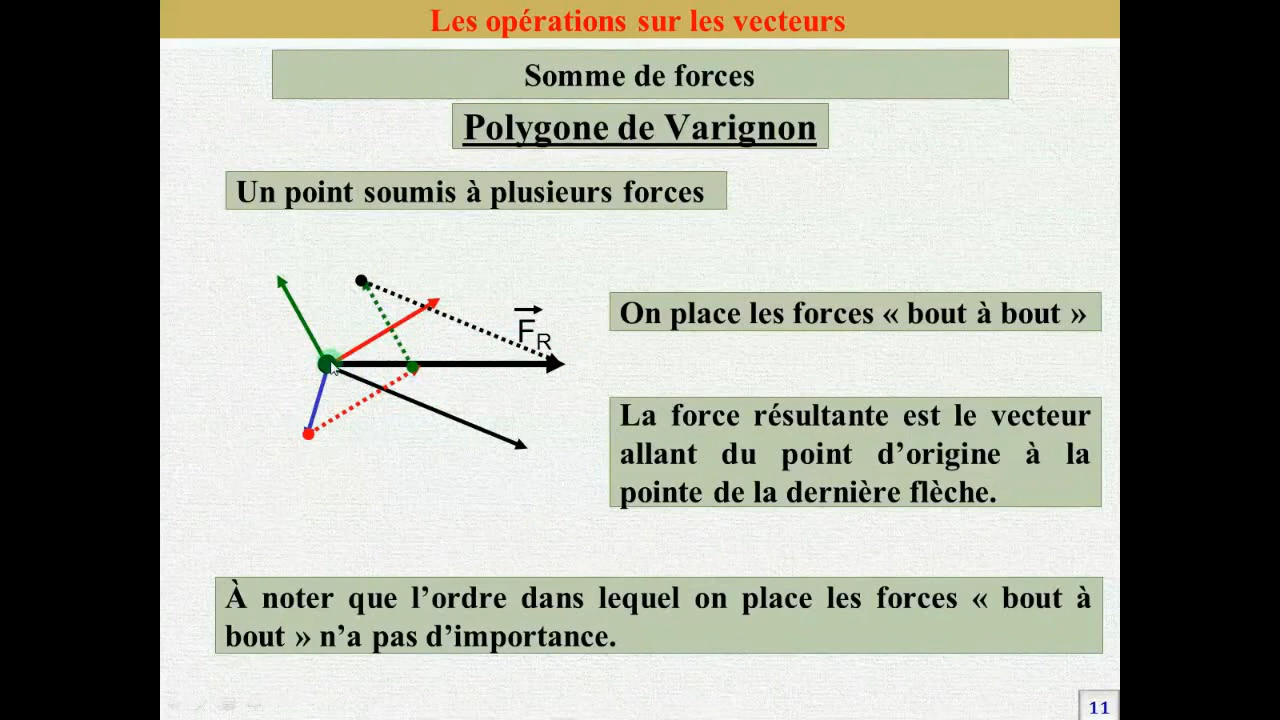 Les opérations sur les vecteurs
Somme de forces
Polygone de Varignon
Un point soumis à plusieurs forces
FR
On place les forces « bout à bout »
La force résultante est le vecteur
allant du point d’origine à la
pointe de la dernière flèche.
À noter que l’ordre dans lequel on place les forces « bout à
bout » n’a pas d’importance.
11